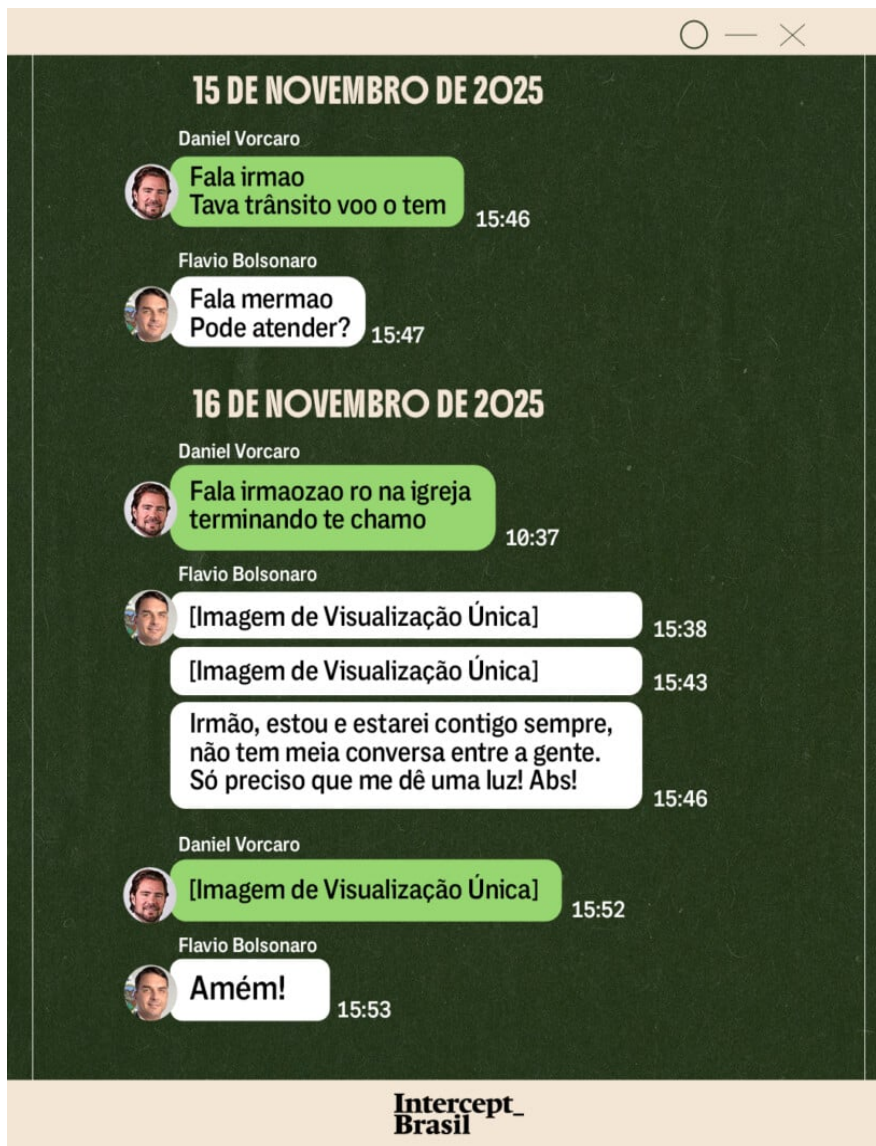 15 DE NOVEMBRO DE 2025
Daniel Vorcaro
Fala irmao
Tava trânsito voo o tem
15:46
Flavio Bolsonaro
Fala mermao
Pode atender?
15:47
16 DE NOVEMBRO DE 2025
Daniel Vorcaro
Fala irmaozao ro na igreja
terminando te chamo
10:37
Flavio Bolsonaro
[Imagem de Visualização Única]
15:38
[Imagem de Visualização Única]
15:43
Irmão, estou e estarei contigo sempre,
não tem meia conversa entre a gente.
Só preciso que me dê uma luz! Abs!
15:46
Daniel Vorcaro
[Imagem de Visualização Única]
15:52
Flavio Bolsonaro
Amém!
15:53
Intercept_
Brasil